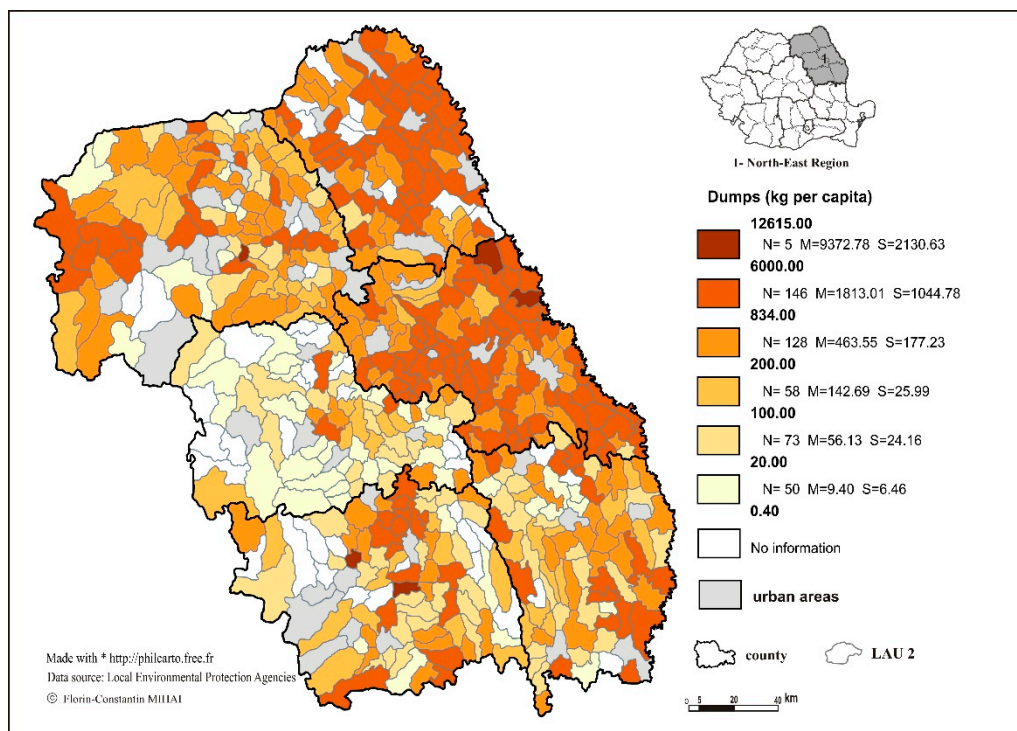 1
1- North-East Region
Dumps (kg per capita)
12615.00
N= 5 M=9372.78 S=2130.63
6000.00
N= 146 M=1813.01 S=1044.78
834.00
N= 128 M=463.55 S=177.23
200.00
N= 58 M=142.69 S=25.99
100.00
N= 73 M=56.13 S=24.16
20.00
N= 50 M=9.40 S=6.46
0.40
No information
urban areas
county LAU 2
Made with * http://philcarto.free.fr
Data source: Local Environmental Protection Agencies
© Florin-Constantin MIHAI
km
5 20 40